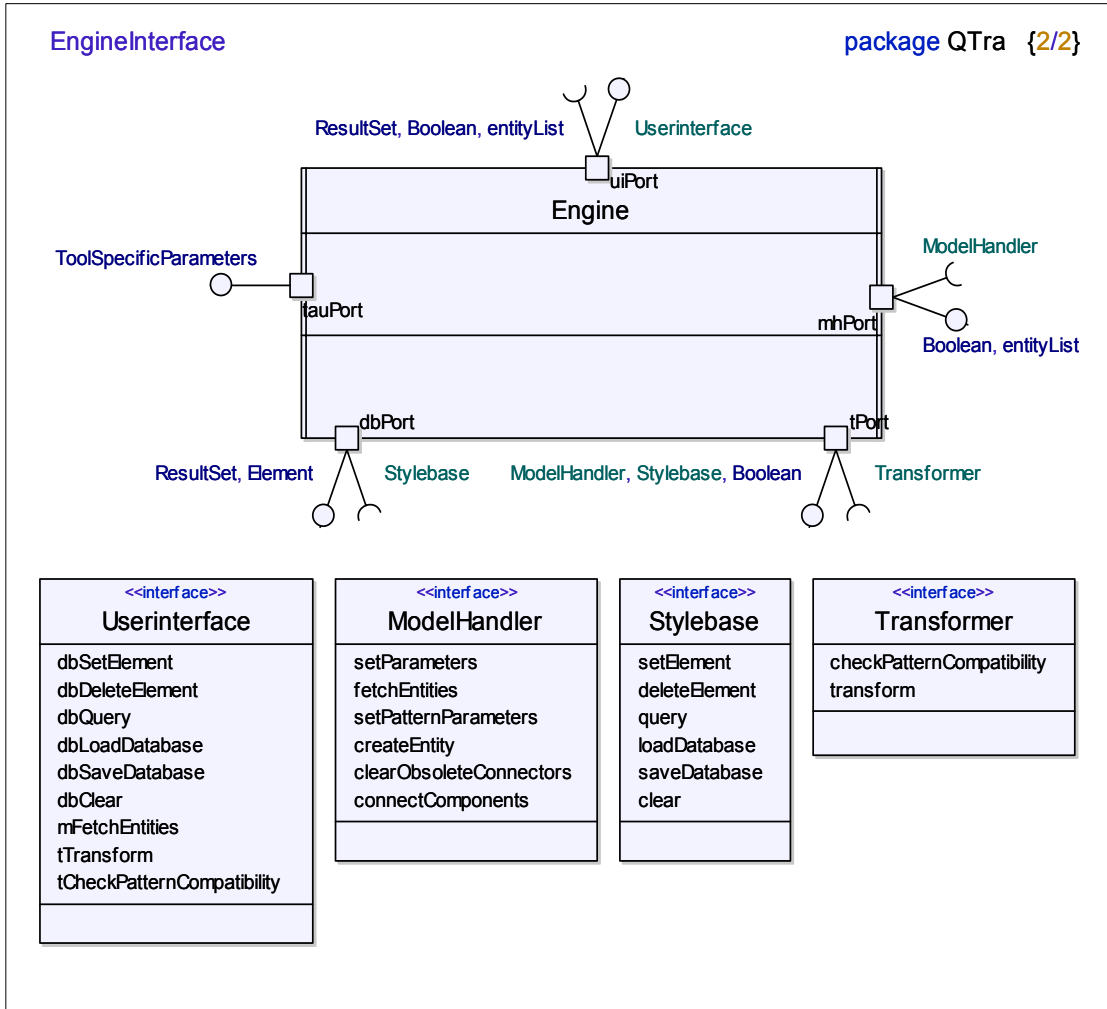 EngineInterface
package QTra {2/2}
ResultSet, Boolean, entityList
Userinterface
uiPort
Engine
ToolSpecificParameters
tauPort
ModelHandler
mhPort
Boolean, entityList
dbPort
tPort
ResultSet, Element
Stylebase
ModelHandler, Stylebase, Boolean
Transformer
<<interface>>
Userinterface
dbSetElement
dbDeleteElement
dbQuery
dbLoadDatabase
dbSaveDatabase
dbClear
mFetchEntities
tTransform
tCheckPatternCompatibility
<<interface>>
ModelHandler
setParameters
fetchEntities
setPatternParameters
createEntity
clearObsoleteConnectors
connectComponents
<<interface>>
Stylebase
setElement
deleteElement
query
loadDatabase
saveDatabase
clear
<<interface>>
Transformer
checkPatternCompatibility
transform